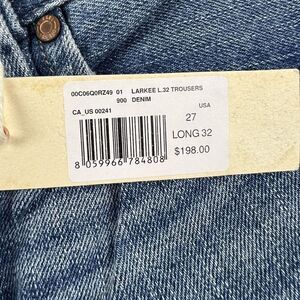 00C06Q0RZ49 01 LARKEE L.32 TROUSERS
900 DENIM
CA_US 00241
USA
27
LONG 32
$198.00
8 059966 784808